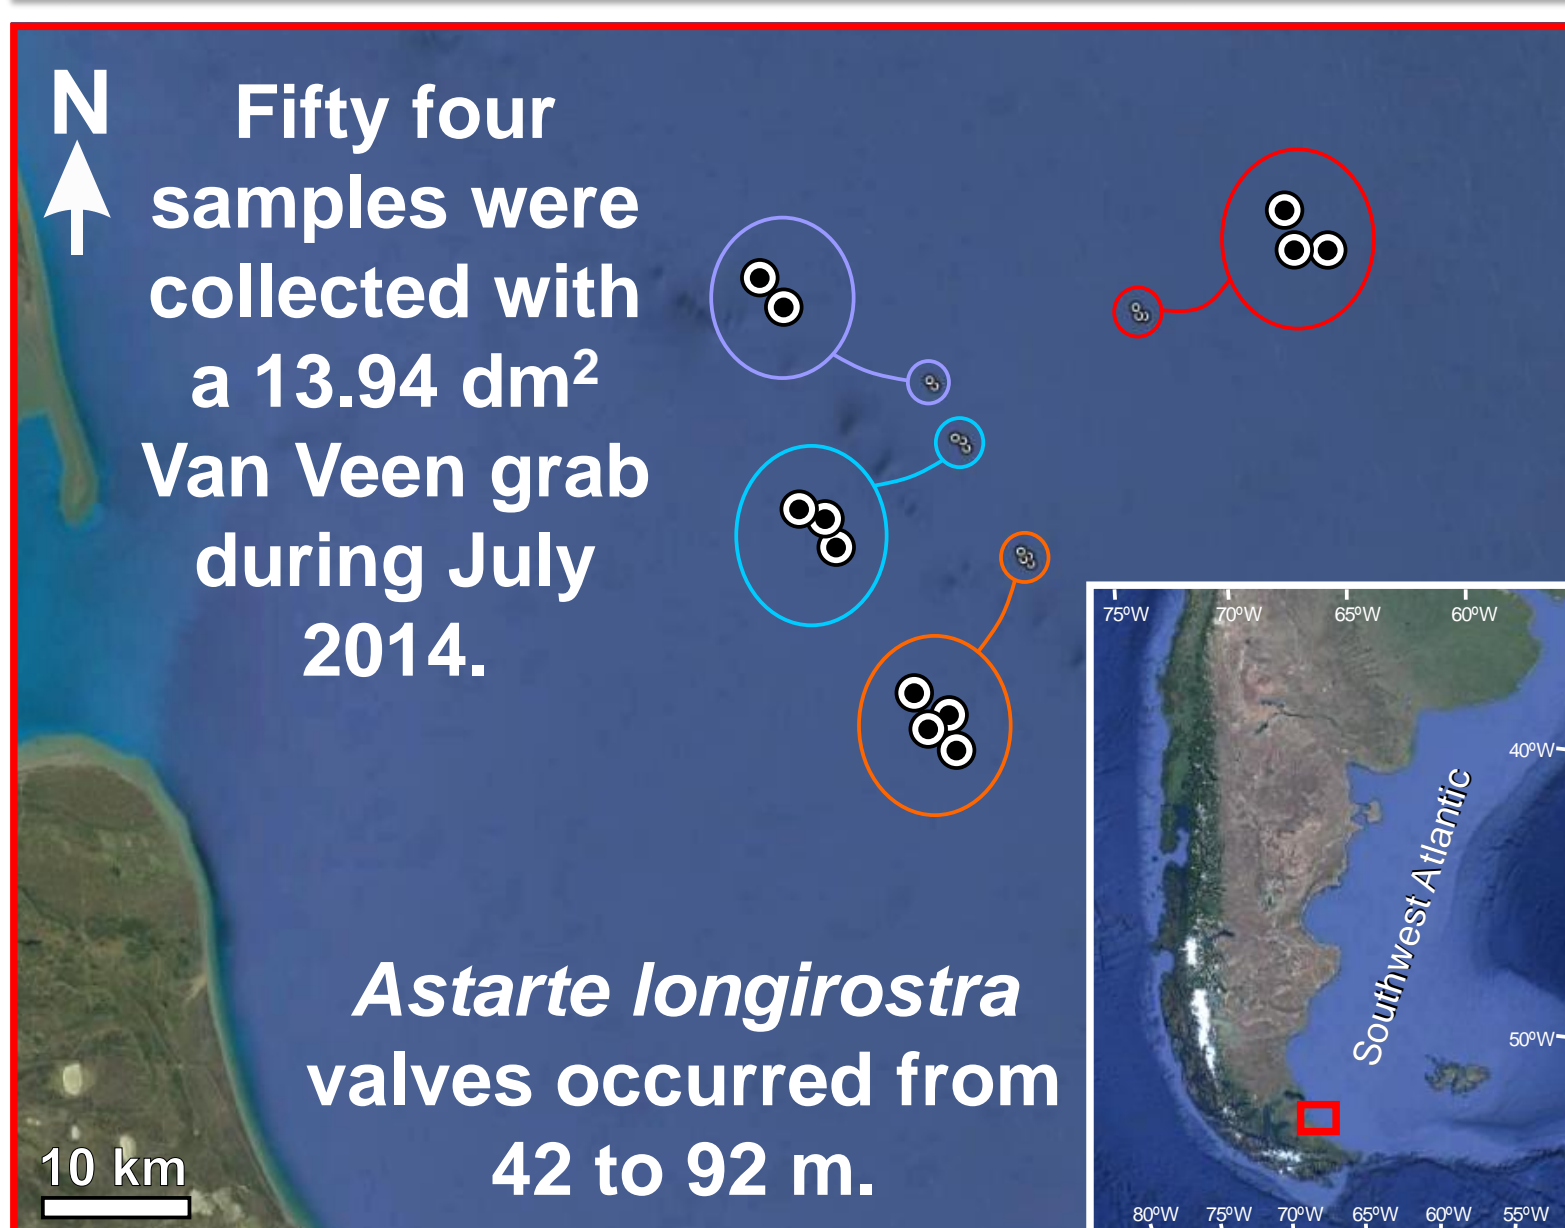 N
Fifty four
samples were
collected with
a 13.94 dm²
Van Veen grab
during July
2014.
Astarte longirostra
valves occurred from
42 to 92 m.
10 km
75ºW 70ºW 65ºW 60ºW
40ºW
Southwest Atlantic
50ºW
80ºW 75ºW 70ºW 65ºW 60ºW 55ºW